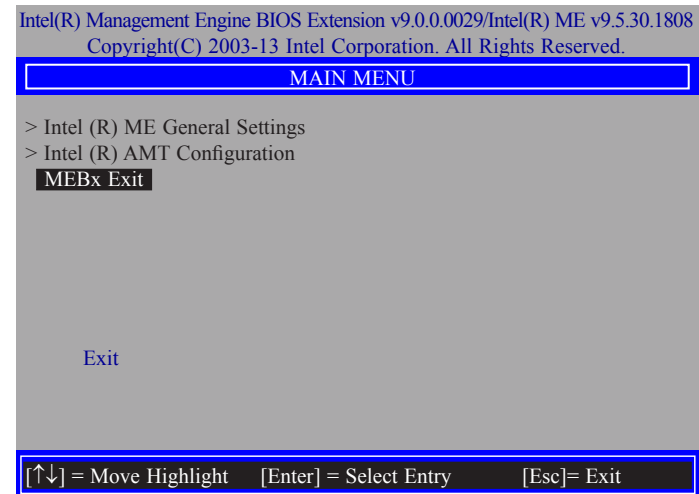 Intel(R) Management Engine BIOS Extension v9.0.0.0029/Intel(R) ME v9.5.30.1808
Copyright(C) 2003-13 Intel Corporation. All Rights Reserved.
MAIN MENU
> Intel (R) ME General Settings
> Intel (R) AMT Configuration
MEBx Exit
Exit
[↑↓] = Move Highlight [Enter] = Select Entry [Esc]= Exit